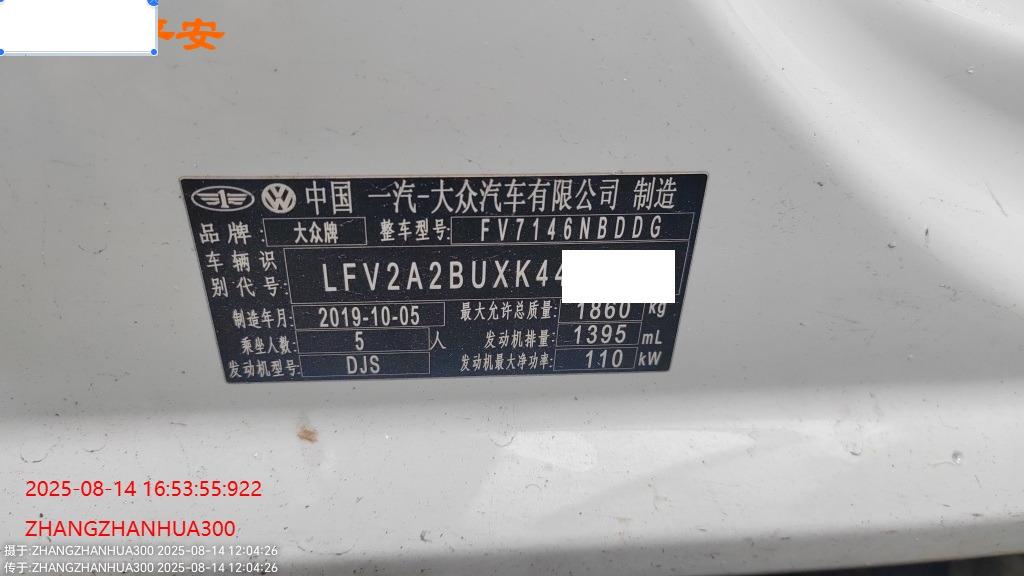 平安
中国 一汽-大众汽车有限公司 制造
品牌: 大众牌 整车型号: FV7146NBDDG
车辆识别代号: LFV2A2BUXK44
制造年月: 2019-10-05 最大允许总质量: 1860 kg
乘坐人数: 5 人 发动机排量: 1395 mL
发动机型号: DJS 发动机最大净功率: 110 kW
2025-08-14 16:53:55:922
ZHANGZHANHUA300
摄于:ZHANGZHANHUA300 2025-08-14 12:04:26
传于:ZHANGZHANHUA300 2025-08-14 12:04:26